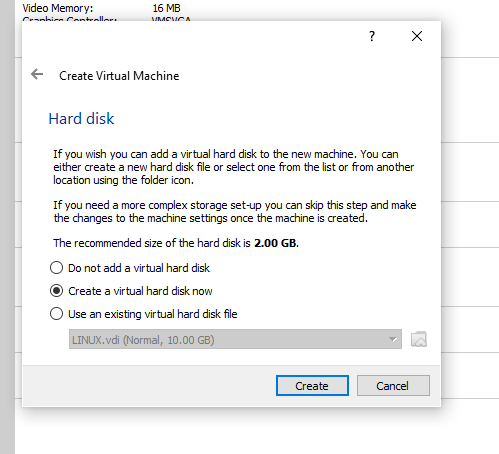 Video Memory: 16 MB
Graphics Controller: VMSVGA
?
Create Virtual Machine
Hard disk
If you wish you can add a virtual hard disk to the new machine. You can
either create a new hard disk file or select one from the list or from another
location using the folder icon.
If you need a more complex storage set-up you can skip this step and make
the changes to the machine settings once the machine is created.
The recommended size of the hard disk is 2.00 GB.
Do not add a virtual hard disk
Create a virtual hard disk now
Use an existing virtual hard disk file
LINUX.vdi (Normal, 10.00 GB)
Create Cancel